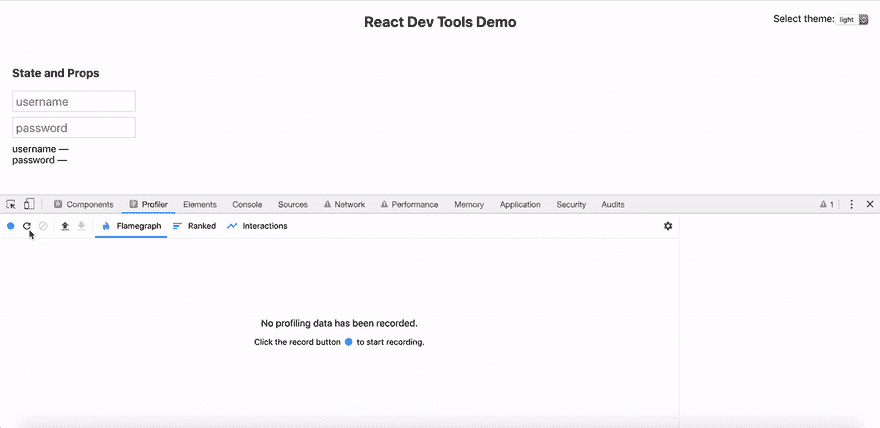 React Dev Tools Demo
Select theme: light
State and Props
username
password
username —
password —
Components Profiler Elements Console Sources Network Performance Memory Application Security Audits 1
Flamegraph Ranked Interactions
No profiling data has been recorded.
Click the record button to start recording.